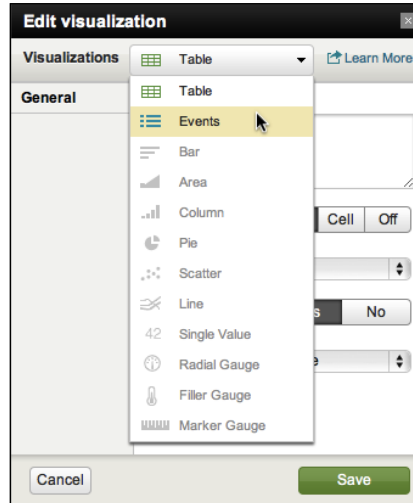 Edit visualization
Visualizations Table Learn More
General
Table
Events
Bar
Area
Column
Cell Off
Pie
Scatter
Line
No
42 Single Value
Radial Gauge
Filler Gauge
Marker Gauge
Cancel Save